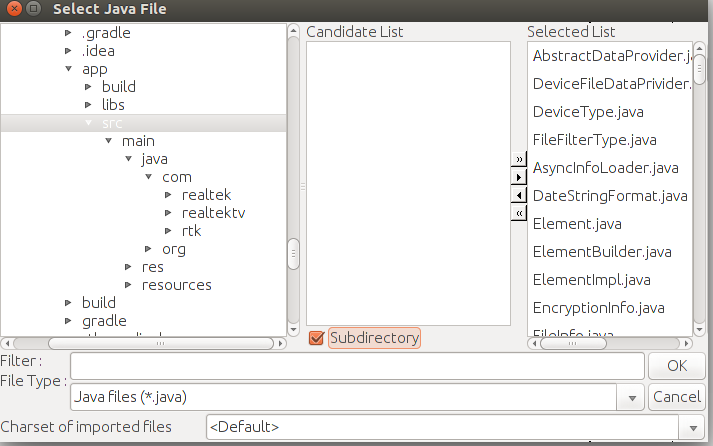 Select Java File
.gradle
.idea
app
build
libs
src
main
java
com
realtek
realtektv
rtk
org
res
resources
build
gradle
Candidate List
»
«
Subdirectory
Selected List
AbstractDataProvider.ja
DeviceFileDataPrivider.
DeviceType.java
FileFilterType.java
AsyncInfoLoader.java
DateStringFormat.java
Element.java
ElementBuilder.java
ElementImpl.java
EncryptionInfo.java
FileInfo.java
Filter :
OK
File Type :
Java files (*.java)
Cancel
Charset of imported files
<Default>